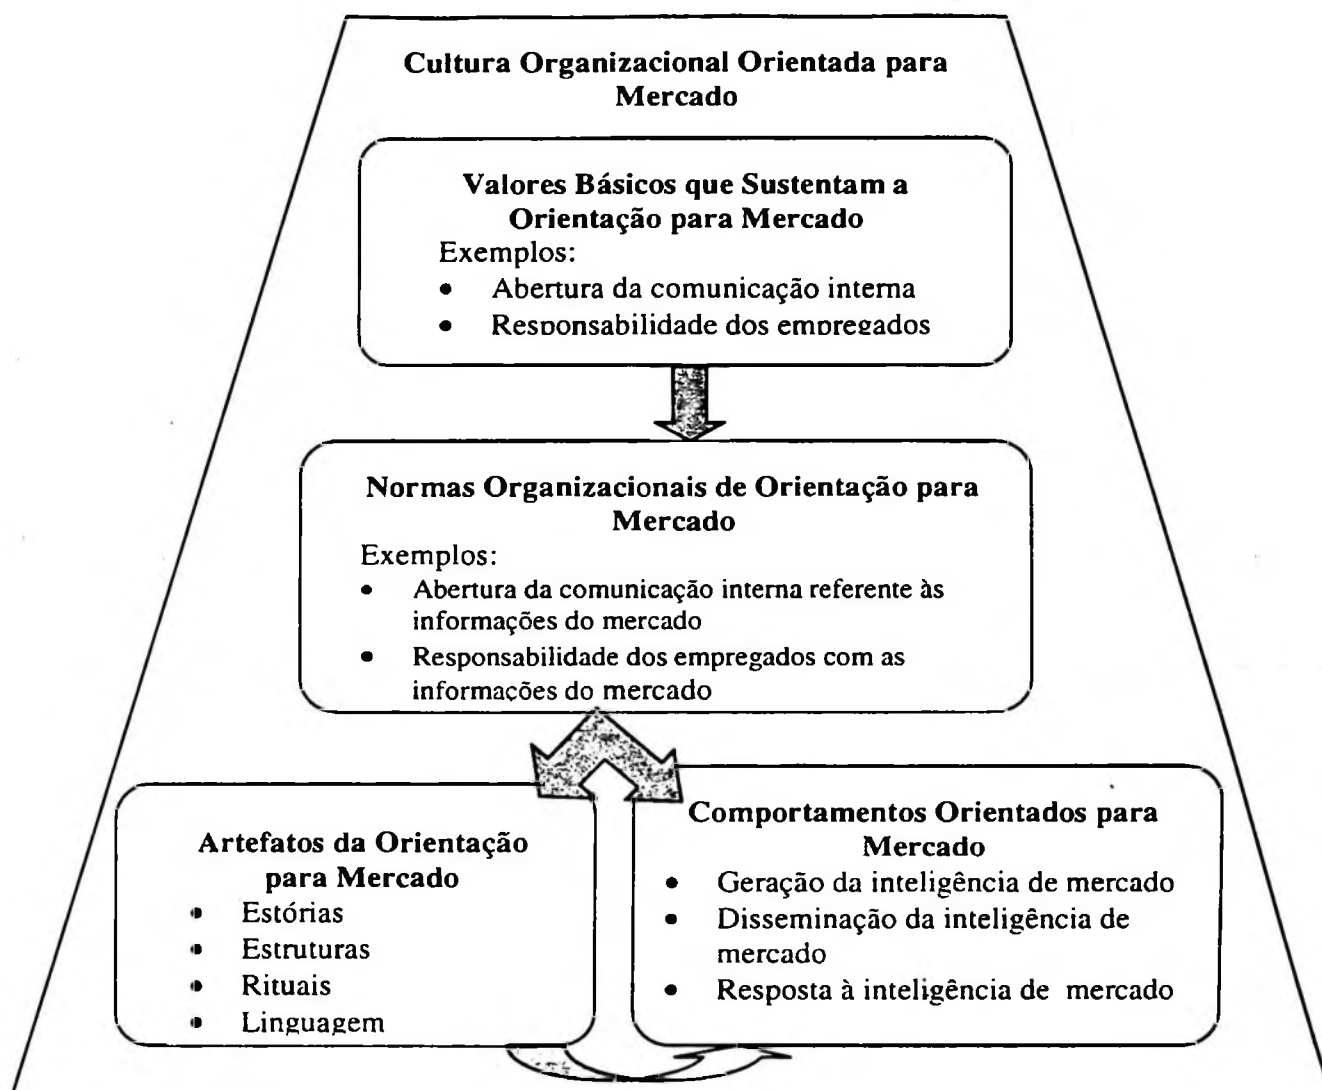 Cultura Organizacional Orientada para
Mercado
Valores Básicos que Sustentam a
Orientação para Mercado
Exemplos:
• Abertura da comunicação interna
• Responsabilidade dos empregados
Normas Organizacionais de Orientação para
Mercado
Exemplos:
• Abertura da comunicação interna referente às
informações do mercado
• Responsabilidade dos empregados com as
informações do mercado
Artefatos da Orientação
para Mercado
• Estórias
• Estruturas
• Rituais
• Linguagem
Comportamentos Orientados para
Mercado
• Geração da inteligência de mercado
• Disseminação da inteligência de
mercado
• Resposta à inteligência de mercado